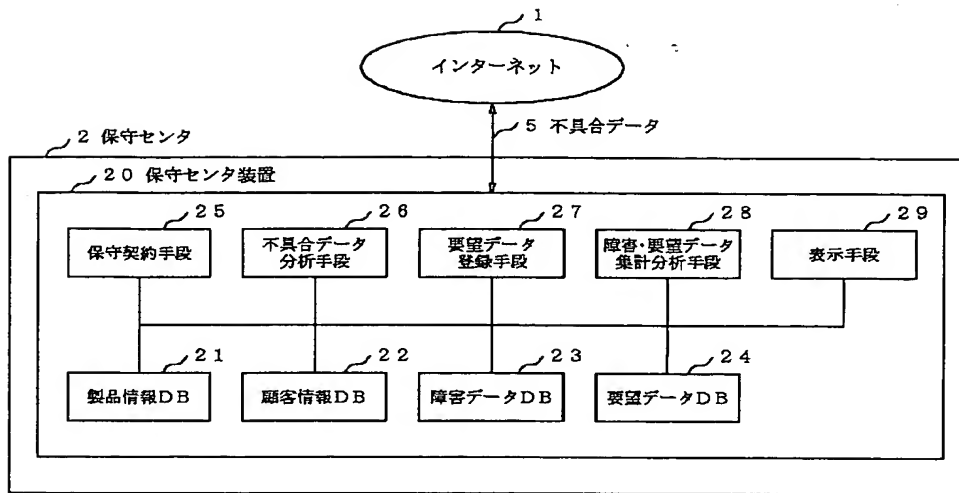 1
インターネット
5 不具合データ
2 保守センタ
20 保守センタ装置
25
26
27
28
29
保守契約手段
不具合データ
分析手段
要望データ
登録手段
障害・要望データ
集計分析手段
表示手段
21
22
23
24
製品情報DB
顧客情報DB
障害データDB
要望データDB